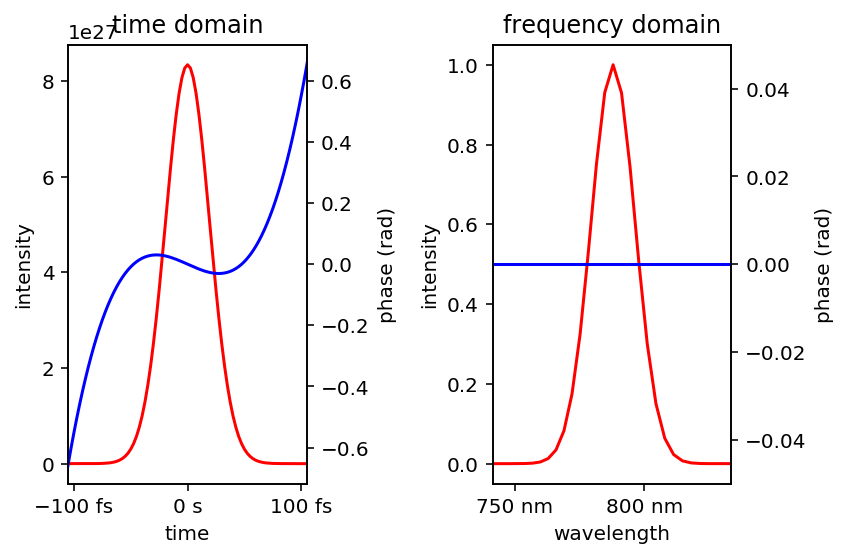 time domain
1e27
8
6
4
2
0
intensity
−100 fs
0 s
100 fs
time
0.6
0.4
0.2
0.0
−0.2
−0.4
−0.6
phase (rad)
frequency domain
1.0
0.8
0.6
0.4
0.2
0.0
intensity
750 nm
800 nm
wavelength
0.04
0.02
0.00
−0.02
−0.04
phase (rad)